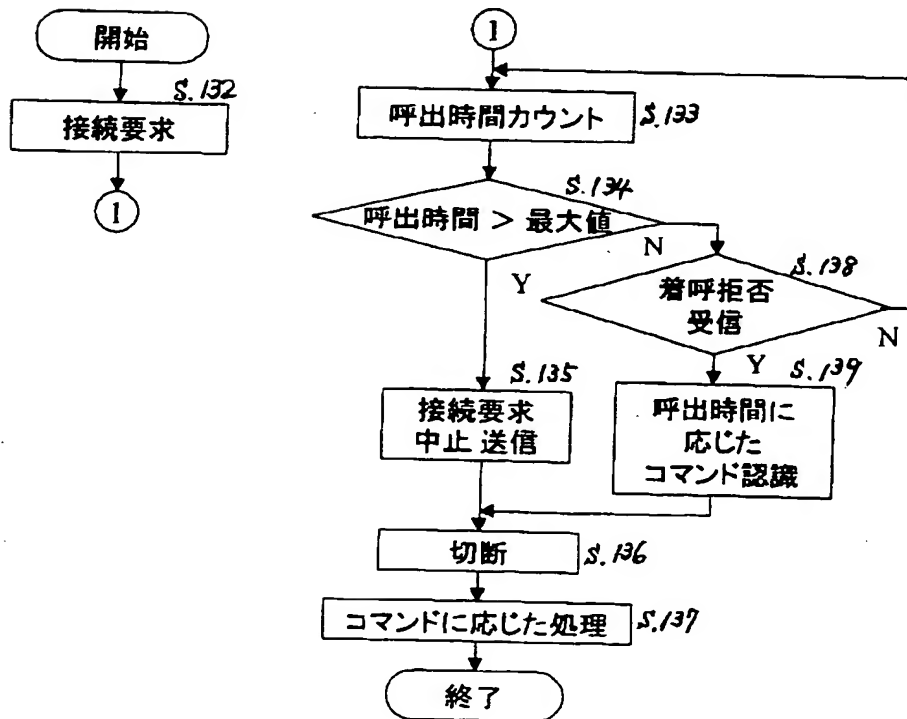 開始
S.132
接続要求
1
1
呼出時間カウント
S.133
S.134
呼出時間 > 最大値
N
Y
S.138
着呼拒否
受信
N
Y
S.135
接続要求
中止 送信
S.139
呼出時間に
応じた
コマンド認識
切断
S.136
コマンドに応じた処理
S.137
終了